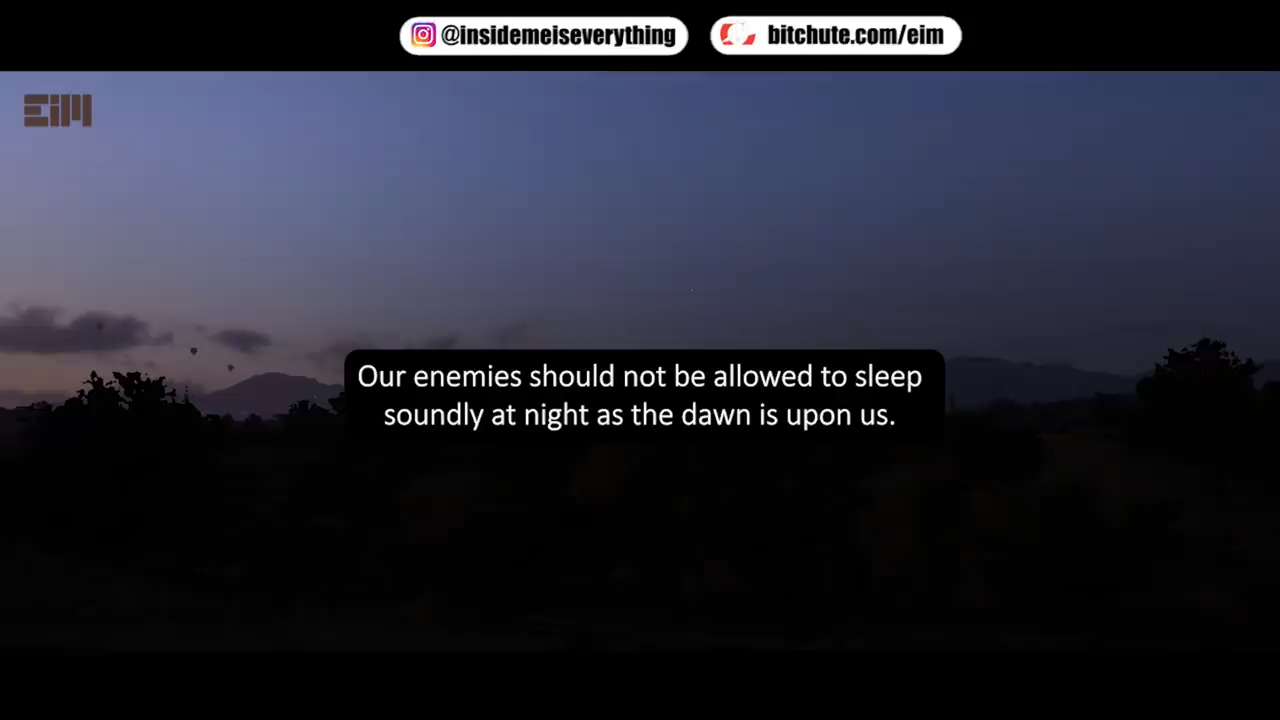 @insidemeiseverything bitchute.com/eim
EIM
Our enemies should not be allowed to sleep
soundly at night as the dawn is upon us.